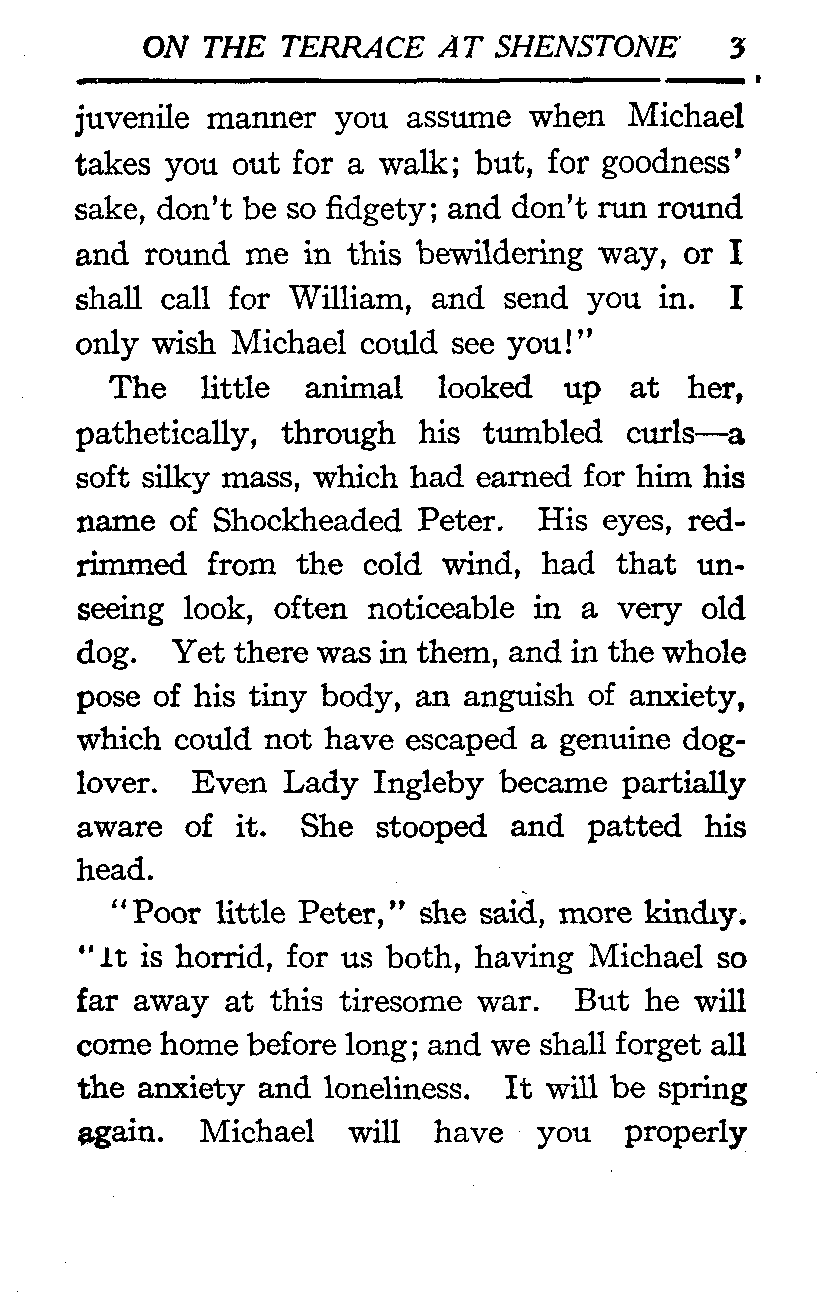 ON THE TERRACE AT SHENSTONE 3
juvenile manner you assume when Michael
takes you out for a walk; but, for goodness'
sake, don't be so fidgety; and don't run round
and round me in this bewildering way, or I
shall call for William, and send you in. I
only wish Michael could see you!"
The little animal looked up at her,
pathetically, through his tumbled curls—a
soft silky mass, which had earned for him his
name of Shockheaded Peter. His eyes, red-
rimmed from the cold wind, had that un-
seeing look, often noticeable in a very old
dog. Yet there was in them, and in the whole
pose of his tiny body, an anguish of anxiety,
which could not have escaped a genuine dog-
lover. Even Lady Ingleby became partially
aware of it. She stooped and patted his
head.
"Poor little Peter," she said, more kindly.
"It is horrid, for us both, having Michael so
far away at this tiresome war. But he will
come home before long; and we shall forget all
the anxiety and loneliness. It will be spring
again. Michael will have you properly